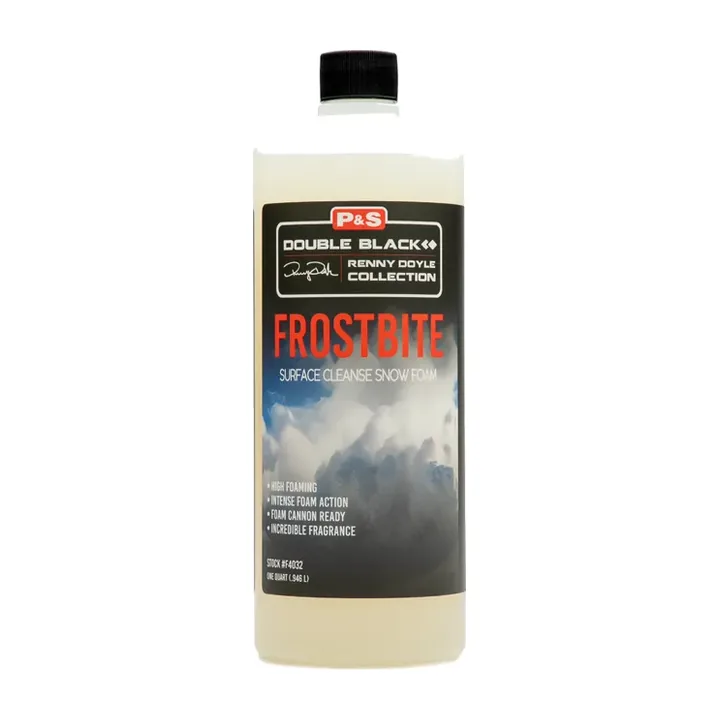 P&S
DOUBLE BLACK
RENNY DOYLE
COLLECTION
FROSTBITE
SURFACE CLEANSE SNOW FOAM
• HIGH FOAMING
• INTENSE FOAM ACTION
• FOAM CANNON READY
• INCREDIBLE FRAGRANCE
STOCK #F4032
ONE QUART (.946 L)